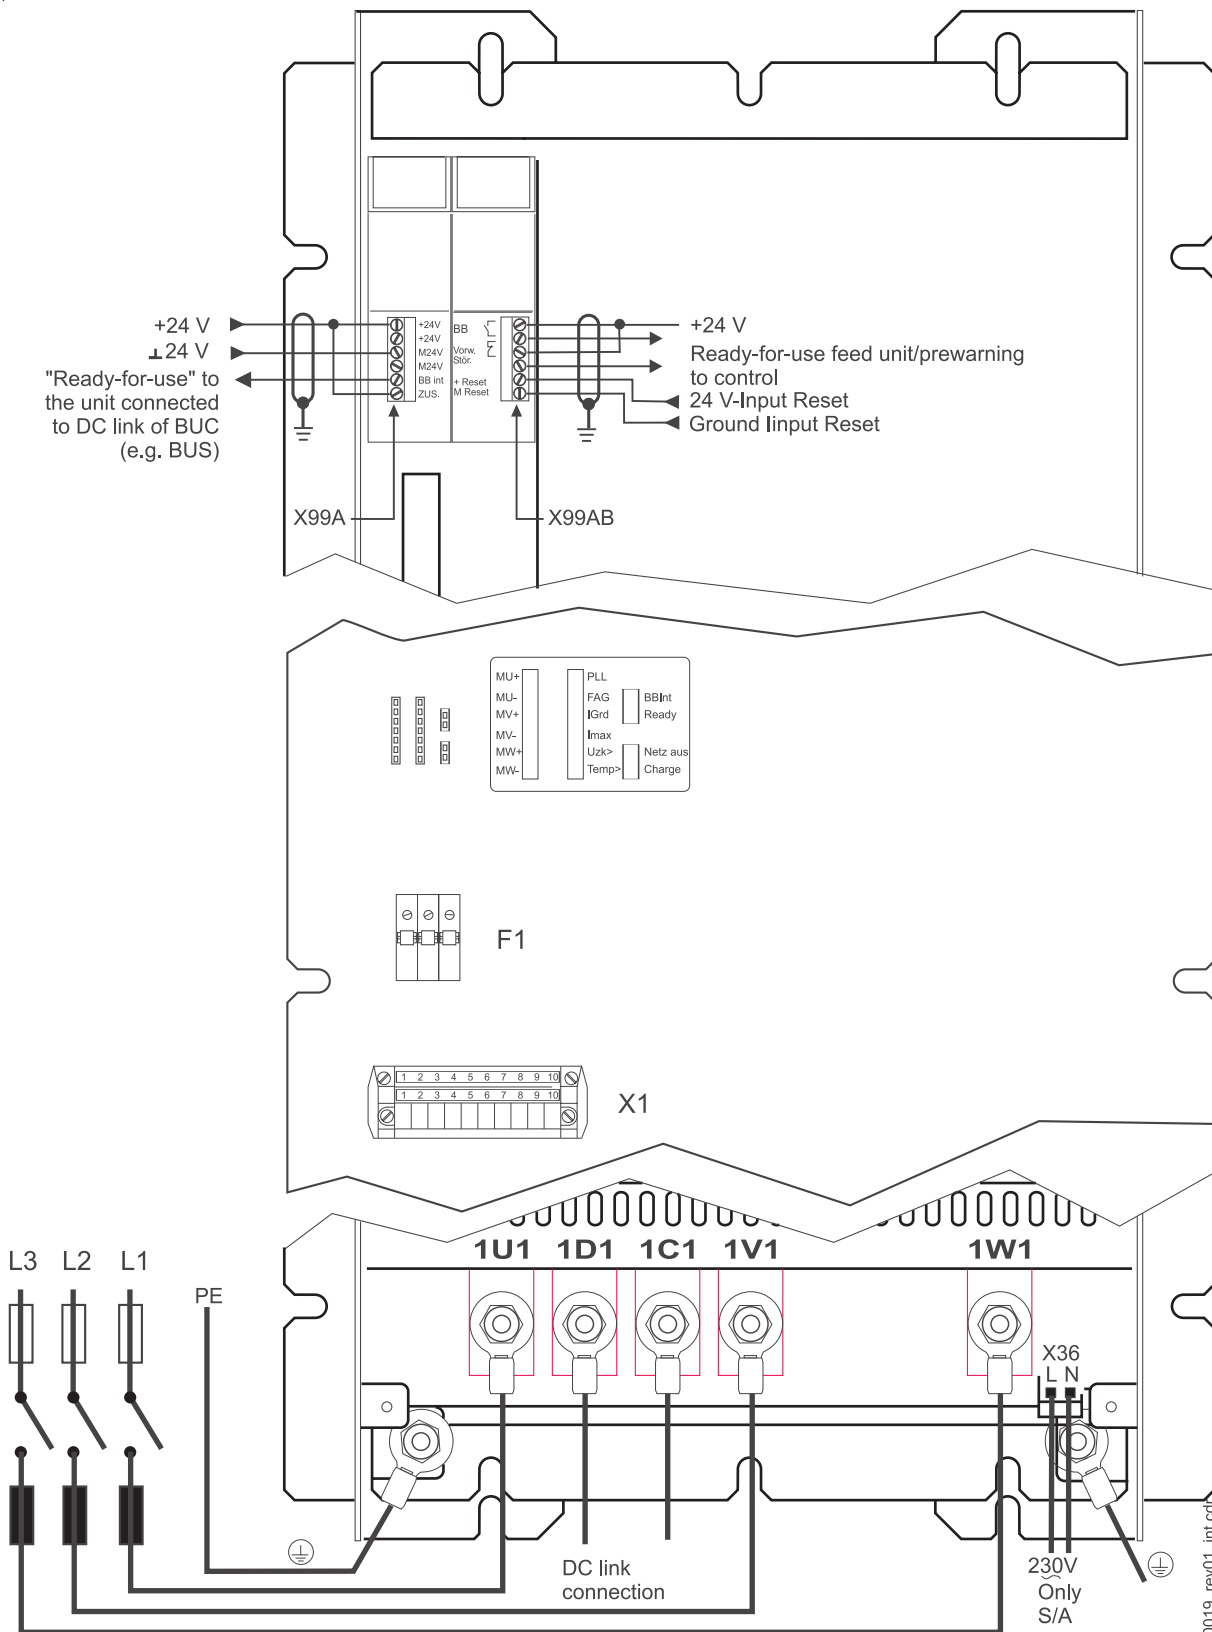 +24 V
⊥24 V
"Ready-for-use" to
the unit connected
to DC link of BUC
(e.g. BUS)
+24V
+24V
M24V
M24V
BB int
ZUS.
BB
Vorw.
Stör.
+ Reset
M Reset
+24 V
Ready-for-use feed unit/prewarning
to control
24 V-Input Reset
Ground Iinput Reset
X99A
X99AB
MU+
MU-
MV+
MV-
MW+
MW-
PLL
FAG
IGrd
Imax
Uzk>
Temp>
BBInt
Ready
Netz aus
Charge
F1
1 2 3 4 5 6 7 8 9 10
1 2 3 4 5 6 7 8 9 10
X1
1U1 1D1 1C1 1V1 1W1
L3 L2 L1
PE
X36
L N
DC link
connection
230V
Only
S/A
0019_rev01_int.cdr